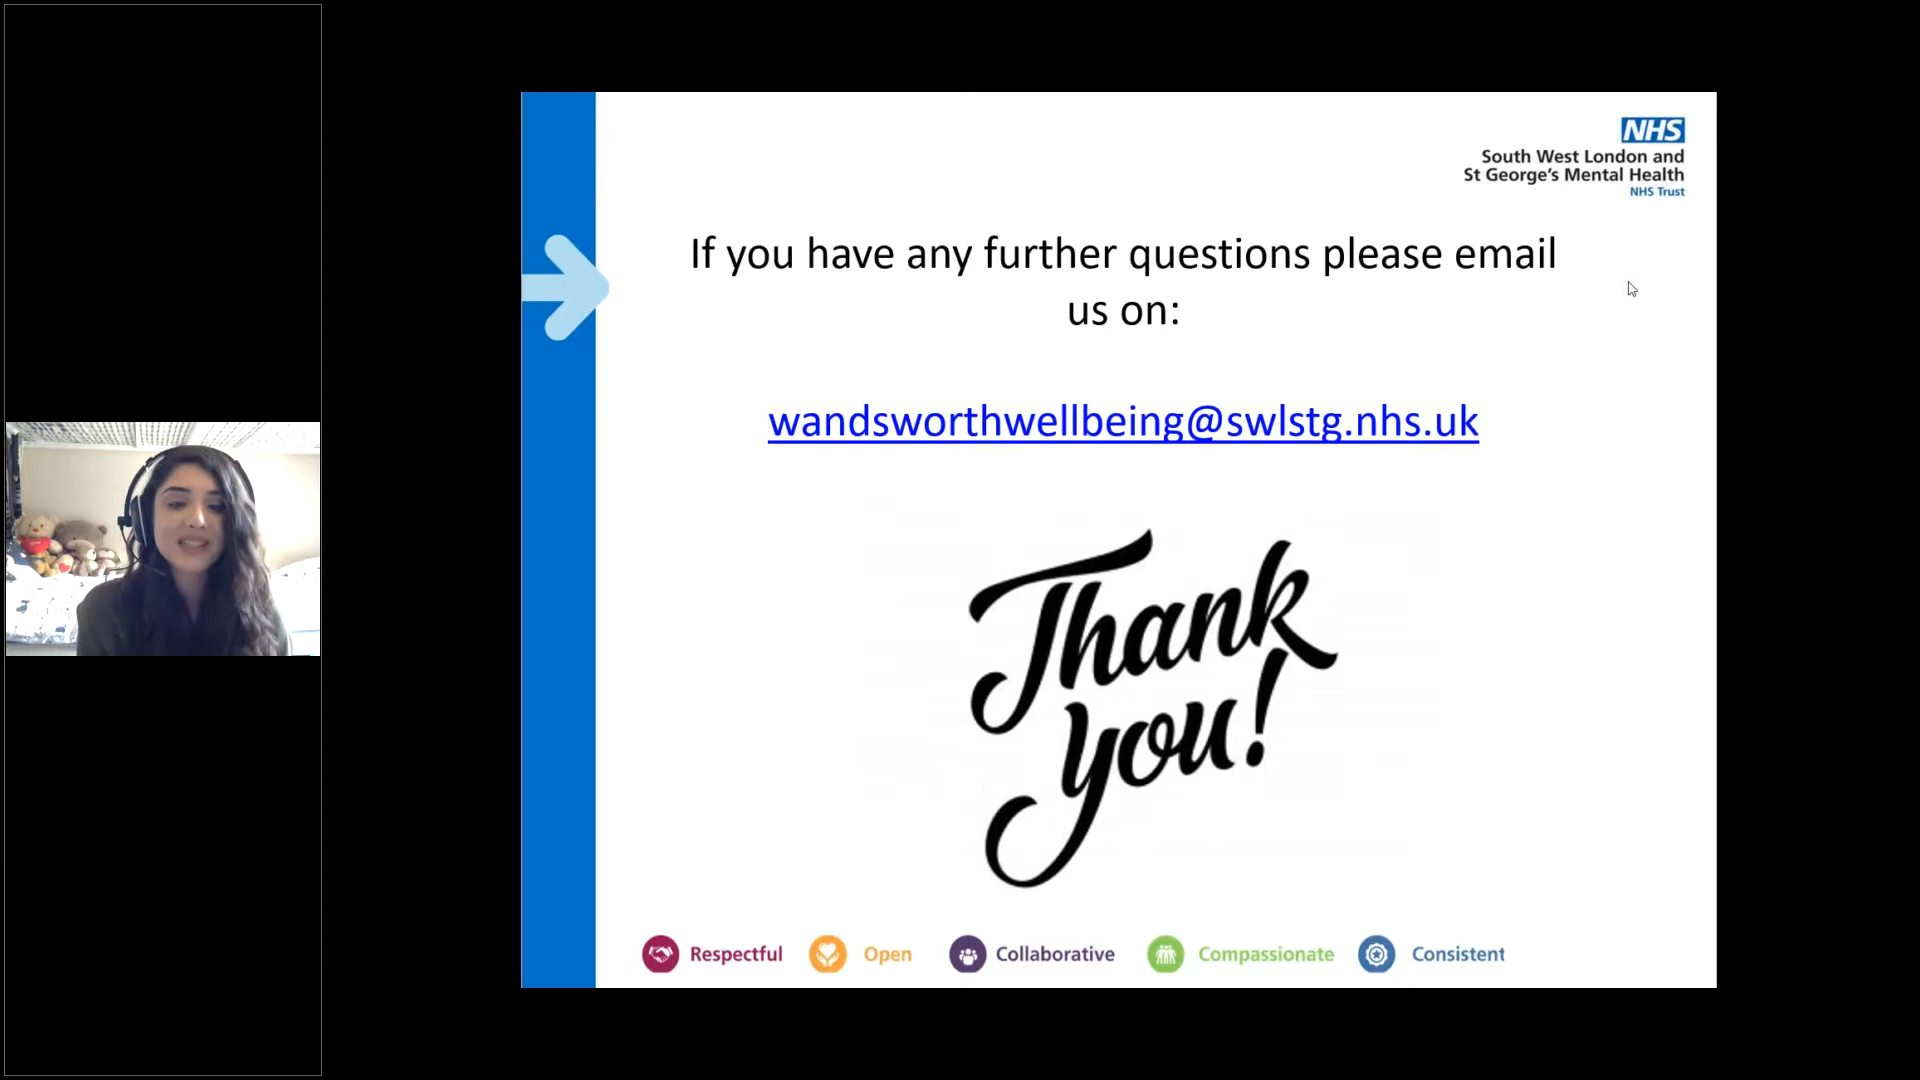 NHS
South West London and
St George's Mental Health
NHS Trust
If you have any further questions please email
us on:
wandsworthwellbeing@swlstg.nhs.uk
Thank
you!
Respectful Open Collaborative Compassionate Consistent